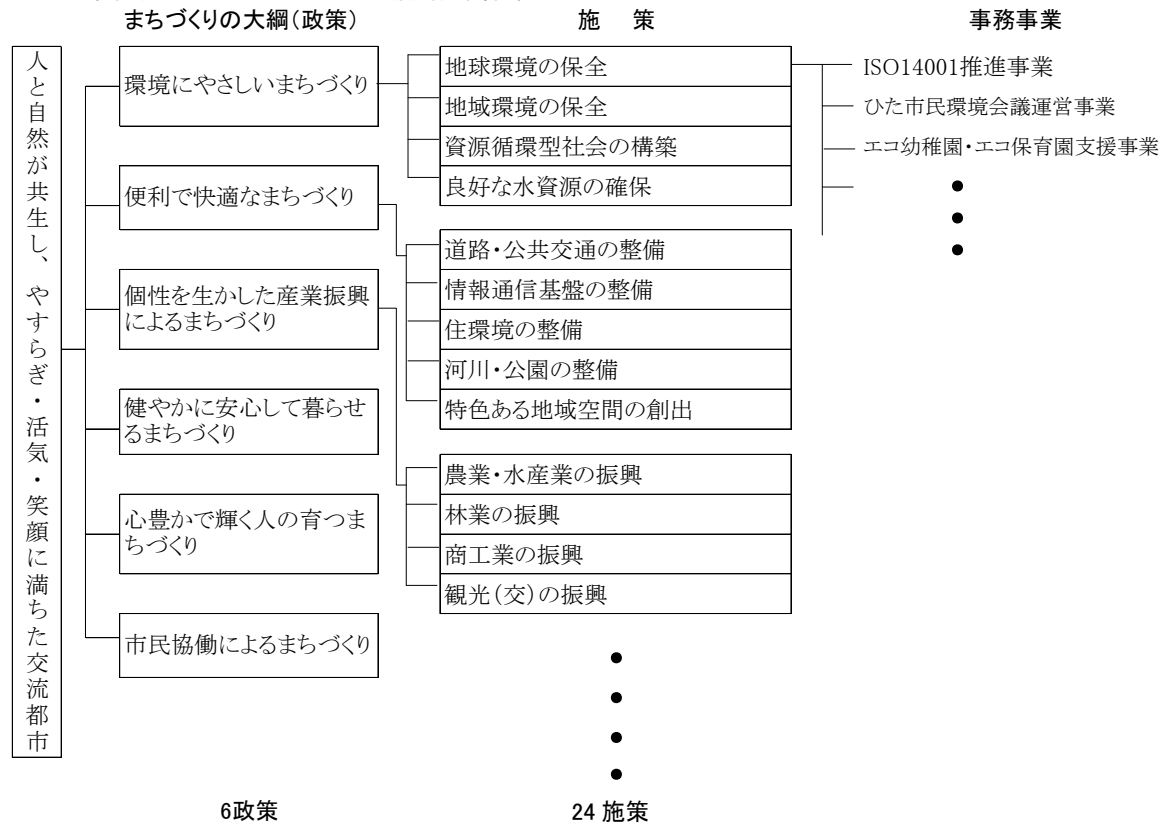 まちづくりの大綱（政策）
施　策
事務事業
人と自然が共生し、やすらぎ・活気・笑顔に満ちた交流都市
環境にやさしいまちづくり
便利で快適なまちづくり
個性を生かした産業振興
によるまちづくり
健やかに安心して暮らせ
るまちづくり
心豊かで輝く人の育つま
ちづくり
市民協働によるまちづくり
6政策
地球環境の保全
地域環境の保全
資源循環型社会の構築
良好な水資源の確保
道路・公共交通の整備
情報通信基盤の整備
住環境の整備
河川・公園の整備
特色ある地域空間の創出
農業・水産業の振興
林業の振興
商工業の振興
観光（交）の振興
24 施策
ISO14001推進事業
ひた市民環境会議運営事業
エコ幼稚園・エコ保育園支援事業